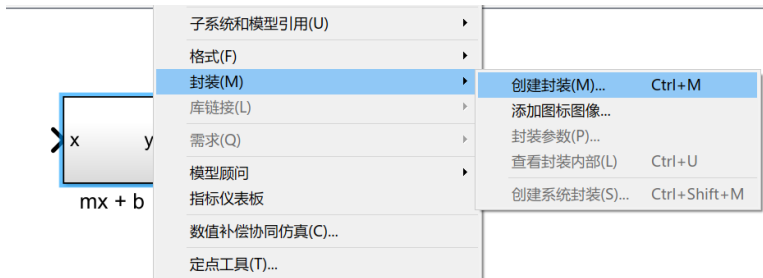 子系统和模型引用(U)
格式(F)
封装(M)
库链接(L)
需求(Q)
模型顾问
指标仪表板
数值补偿协同仿真(C)...
定点工具(T)...
创建封装(M)... Ctrl+M
添加图标图像...
封装参数(P)...
查看封装内部(L) Ctrl+U
创建系统封装(S)... Ctrl+Shift+M
x y
mx + b